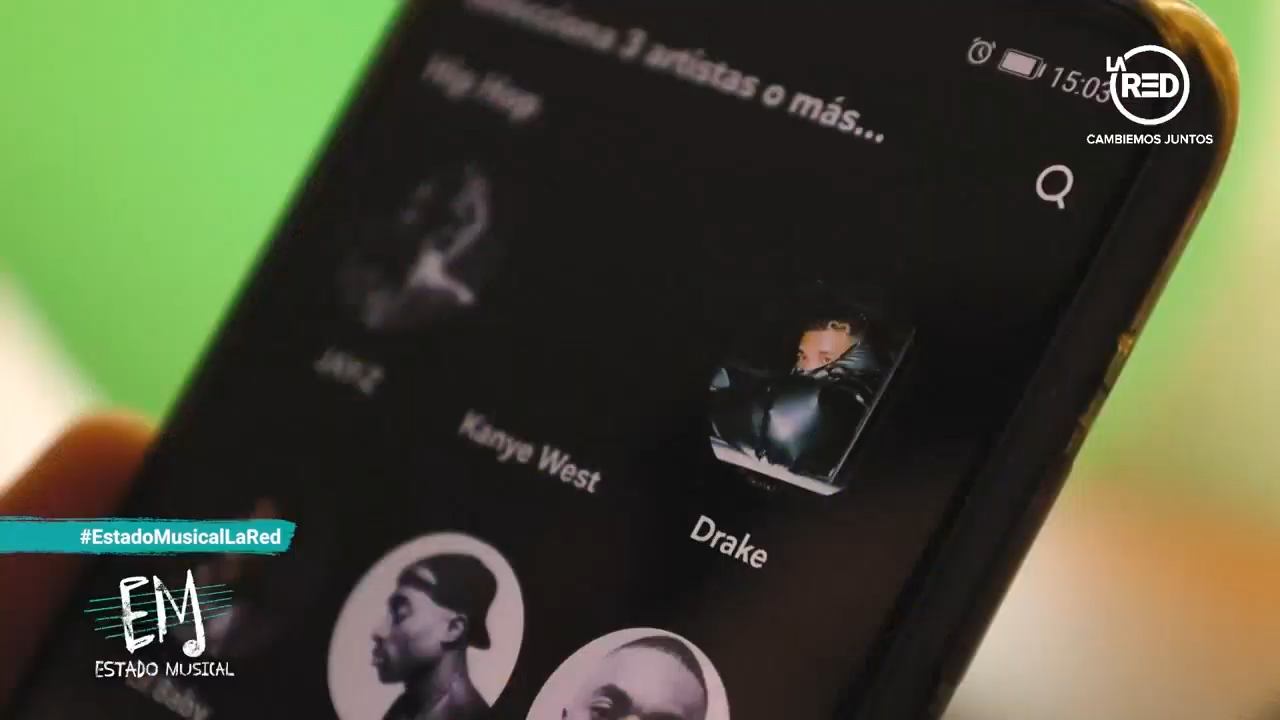 3 artistas o más...
15:03
LA
RED
CAMBIEMOS JUNTOS
Hip Hop
JAY-Z
Kanye West
Drake
#EstadoMusicalLaRed
EM
ESTADO MUSICAL